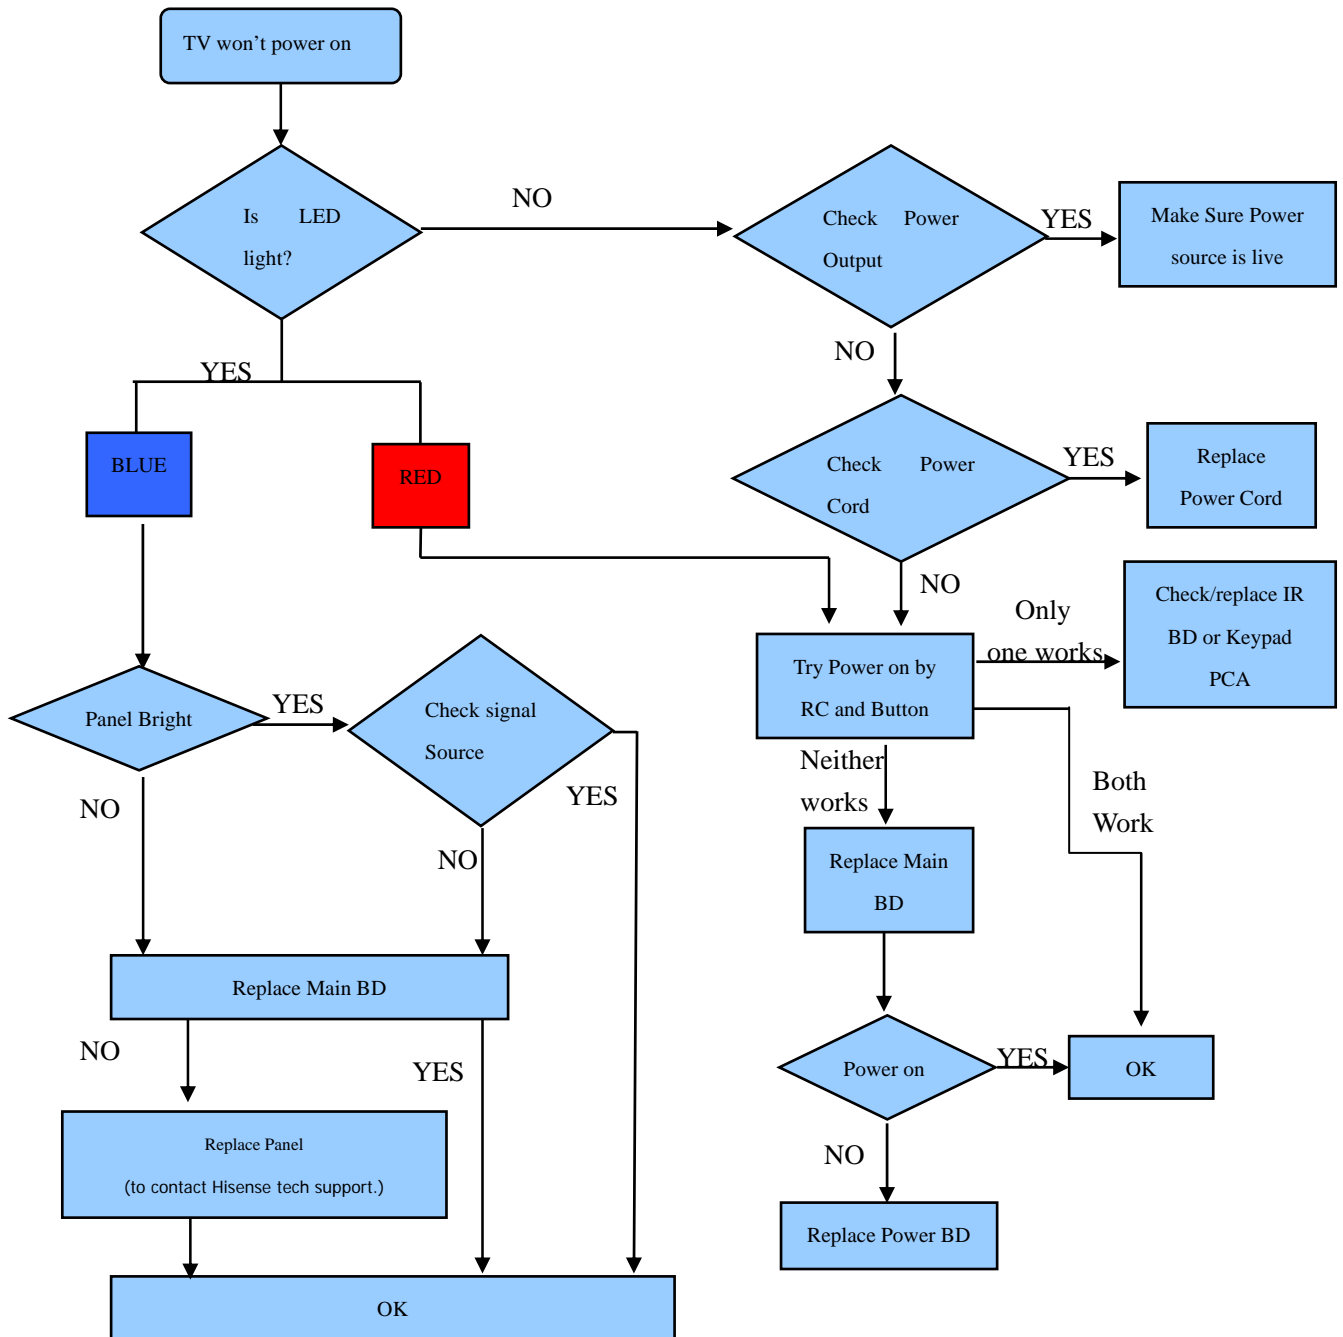 TV won't power on
Is LED
light?
NO
Check Power
Output
YES
Make Sure Power
source is live
YES
NO
BLUE
RED
Check Power
Cord
YES
Replace
Power Cord
NO
Only
one works
Check/replace IR
BD or Keypad
PCA
Try Power on by
RC and Button
Panel Bright
YES
Check signal
Source
YES
NO
NO
Neither
works
Both
Work
Replace Main
BD
Replace Main BD
NO
YES
Power on
YES
OK
Replace Panel
(to contact Hisense tech support.)
NO
Replace Power BD
OK